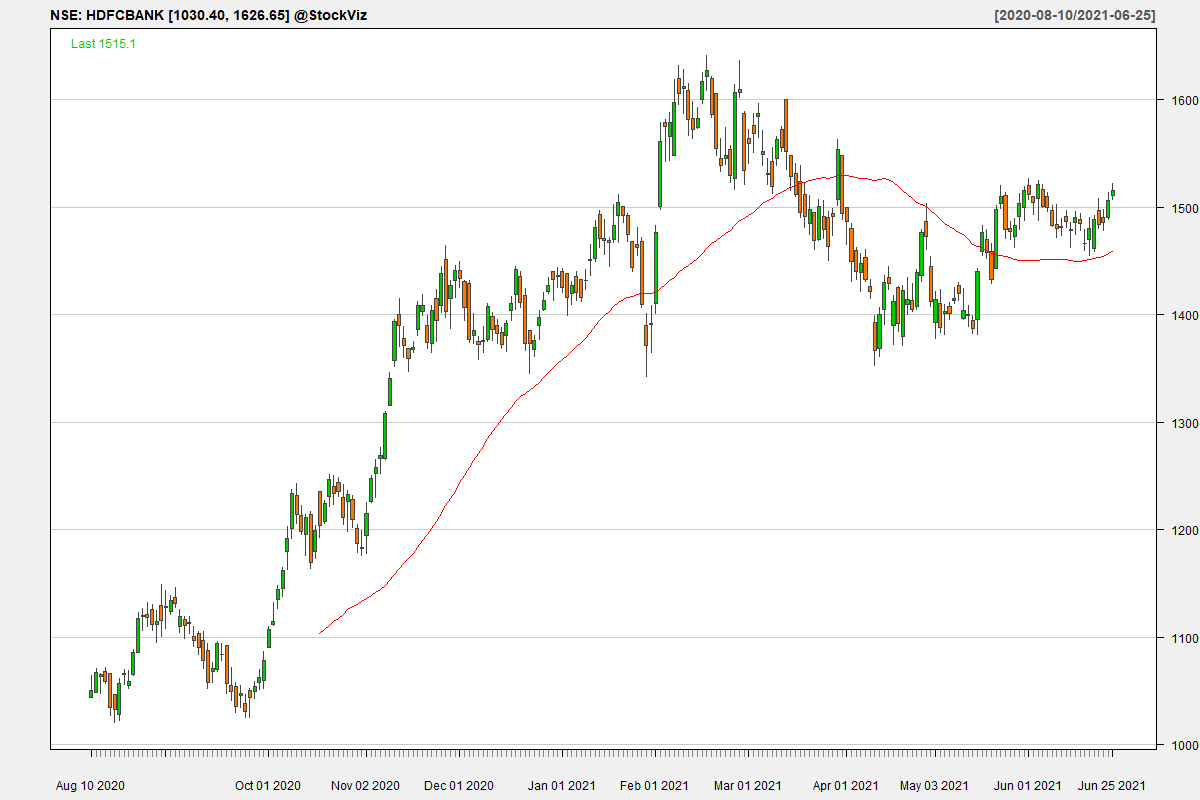 NSE: HDFCBANK [1030.40, 1626.65] @StockViz [2020-08-10/2021-06-25]
Last 1515.1
1600
1500
1400
1300
1200
1100
1000
Aug 10 2020 Oct 01 2020 Nov 02 2020 Dec 01 2020 Jan 01 2021 Feb 01 2021 Mar 01 2021 Apr 01 2021 May 03 2021 Jun 01 2021 Jun 25 2021